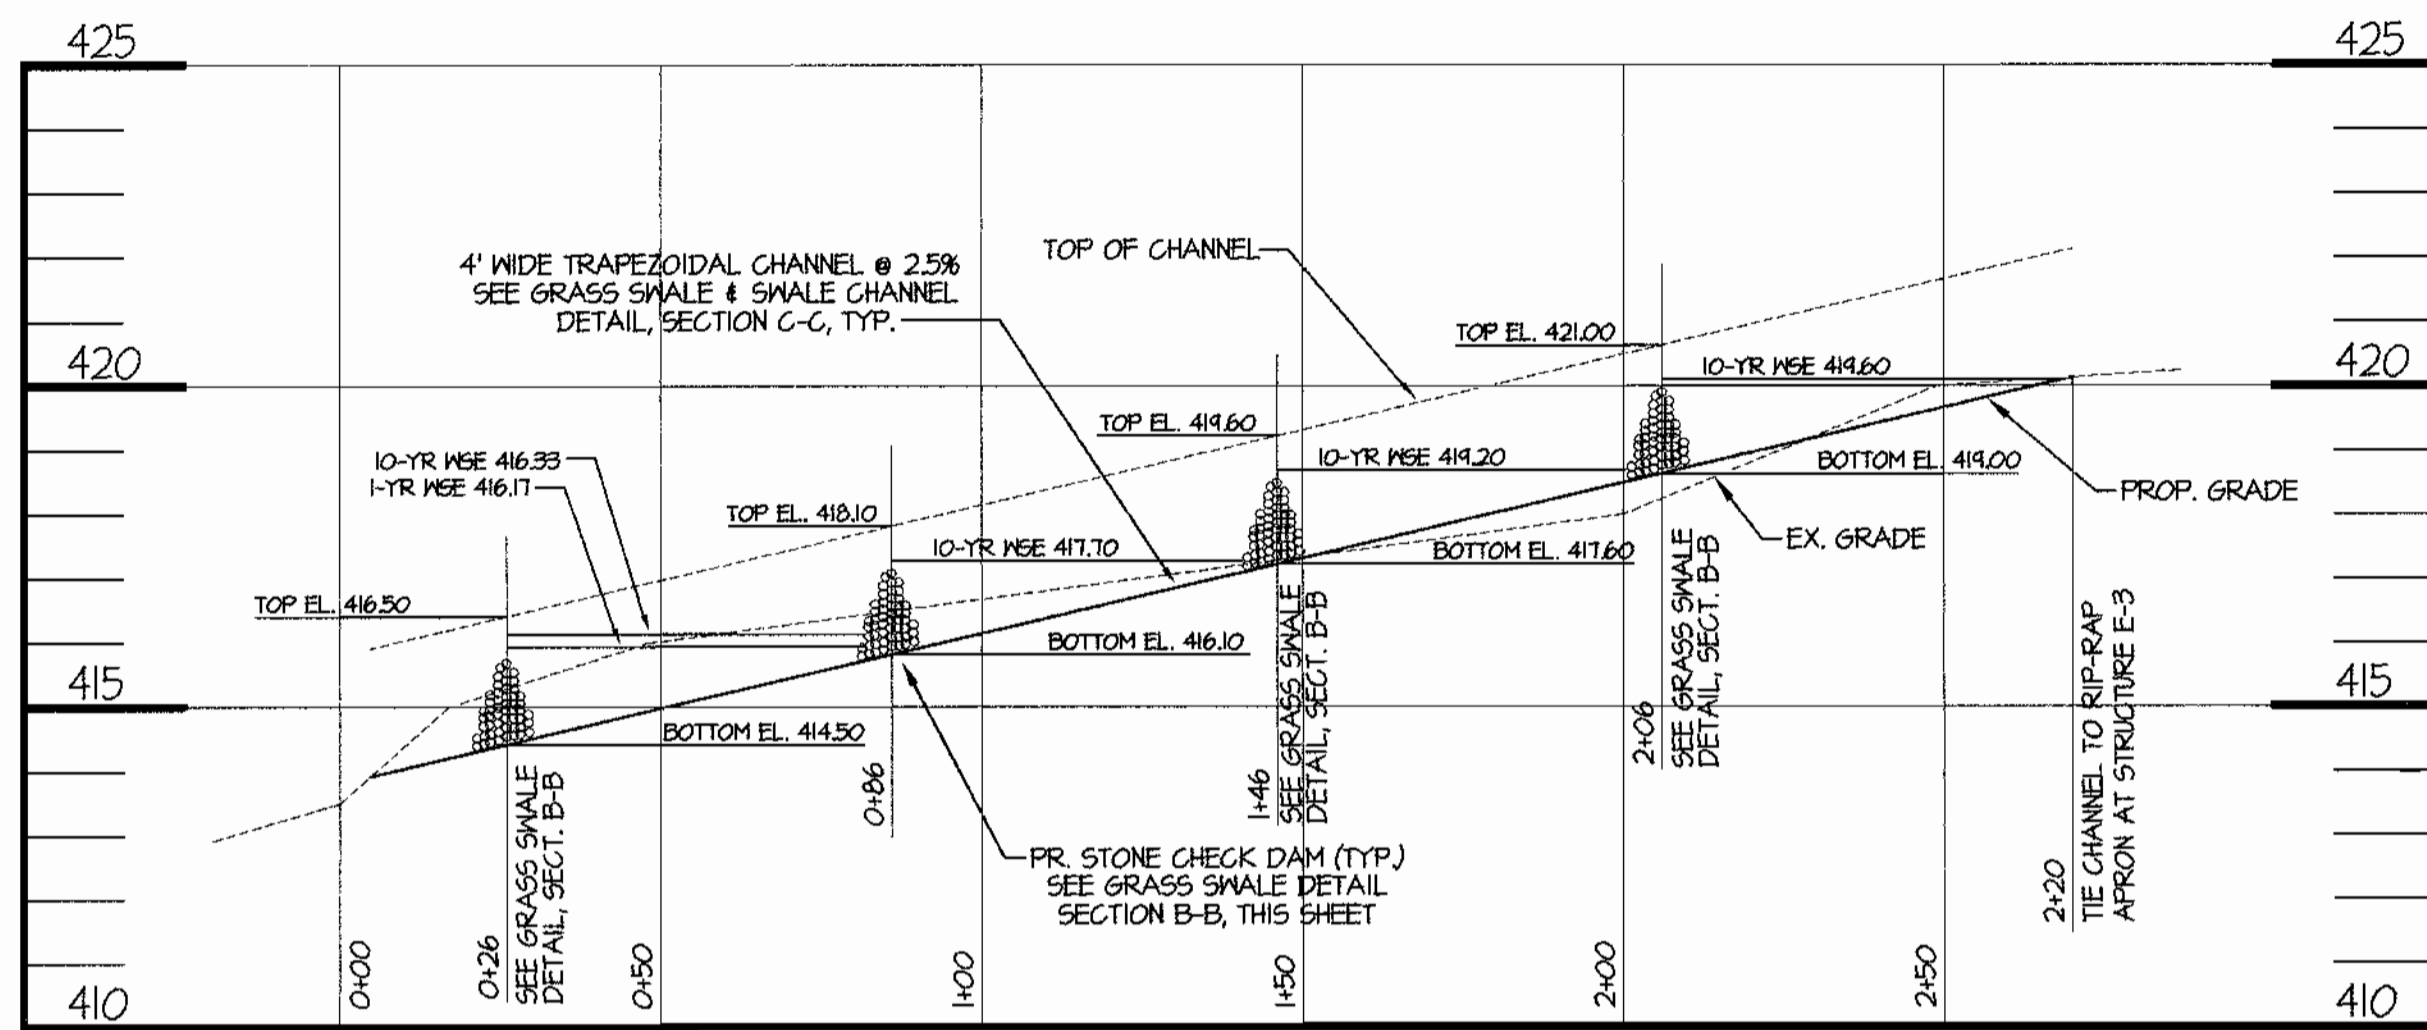 425
425
4' WIDE TRAPEZOIDAL CHANNEL @ 2.5%
SEE GRASS SWALE & SWALE CHANNEL
DETAIL, SECTION C-C, TYP.
TOP OF CHANNEL
TOP EL. 421.00
420
420
10-YR WSE 419.60
TOP EL. 419.60
10-YR WSE 416.33
1-YR WSE 416.17
10-YR WSE 419.20
BOTTOM EL. 419.00
PROP. GRADE
TOP EL. 418.10
10-YR WSE 417.70
BOTTOM EL. 417.60
EX. GRADE
TOP EL. 416.50
BOTTOM EL. 416.10
415
415
BOTTOM EL. 414.50
PR. STONE CHECK DAM (TYP.)
SEE GRASS SWALE DETAIL
SECTION B-B, THIS SHEET
0+00
0+26
SEE GRASS SWALE
DETAIL, SECT. B-B
0+50
0+86
1+00
1+46
SEE GRASS SWALE
DETAIL, SECT. B-B
1+50
2+00
2+06
SEE GRASS SWALE
DETAIL, SECT. B-B
2+50
2+20
TIE CHANNEL TO RIP-RAP
APRON AT STRUCTURE E-3
410
410